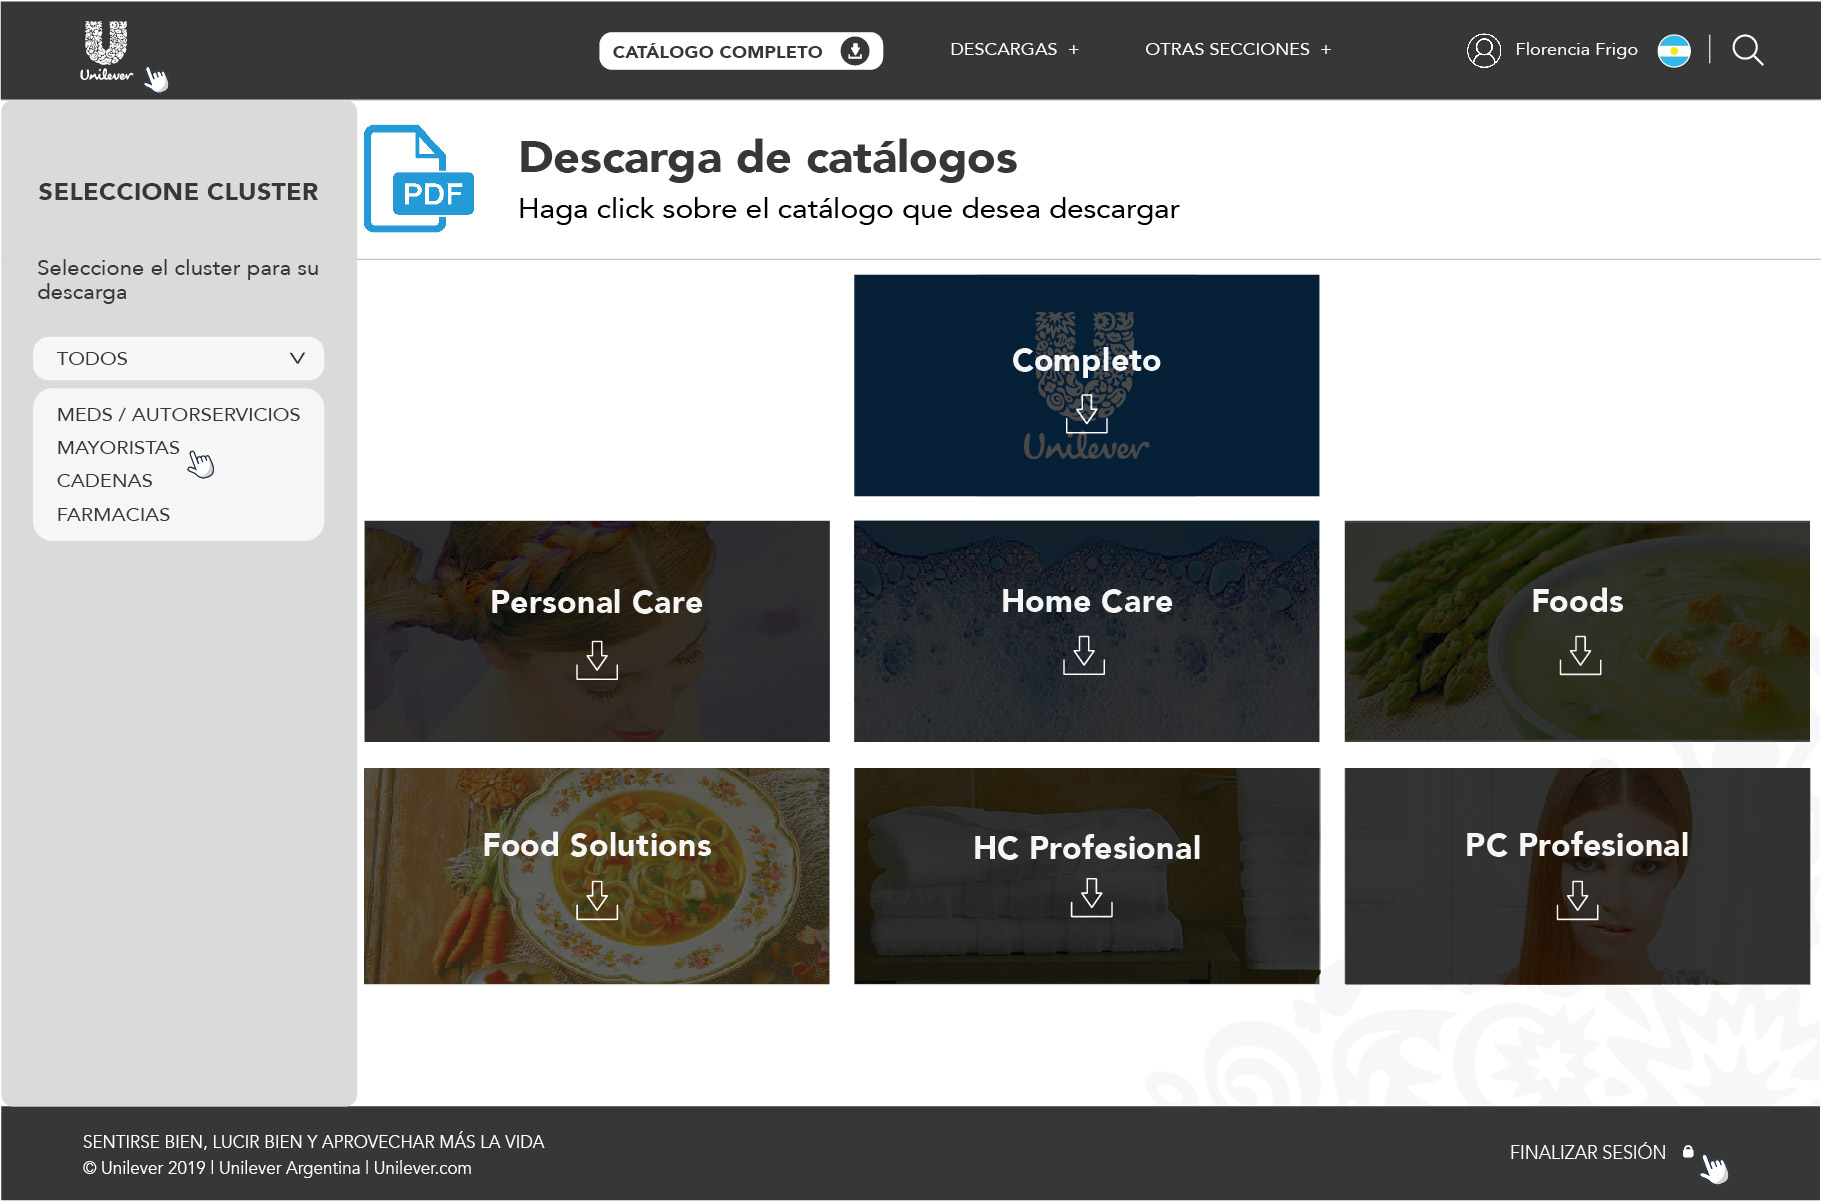 Unilever
CATÁLOGO COMPLETO
DESCARGAS +
OTRAS SECCIONES +
Florencia Frigo
SELECCIONE CLUSTER
Seleccione el cluster para su
descarga
TODOS
MEDS / AUTORSERVICIOS
MAYORISTAS
CADENAS
FARMACIAS
PDF
Descarga de catálogos
Haga click sobre el catálogo que desea descargar
Completo
Unilever
Personal Care
Home Care
Foods
Food Solutions
HC Profesional
PC Profesional
SENTIRSE BIEN, LUCIR BIEN Y APROVECHAR MÁS LA VIDA
© Unilever 2019 | Unilever Argentina | Unilever.com
FINALIZAR SESIÓN